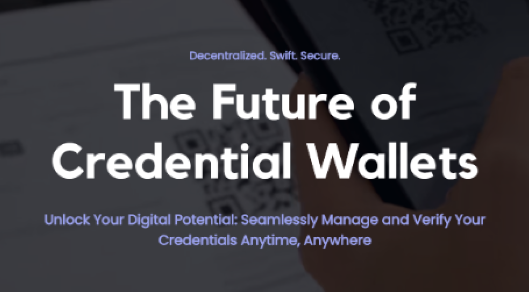 Decentralized. Swift. Secure.
The Future of
Credential Wallets
Unlock Your Digital Potential: Seamlessly Manage and Verify Your
Credentials Anytime, Anywhere